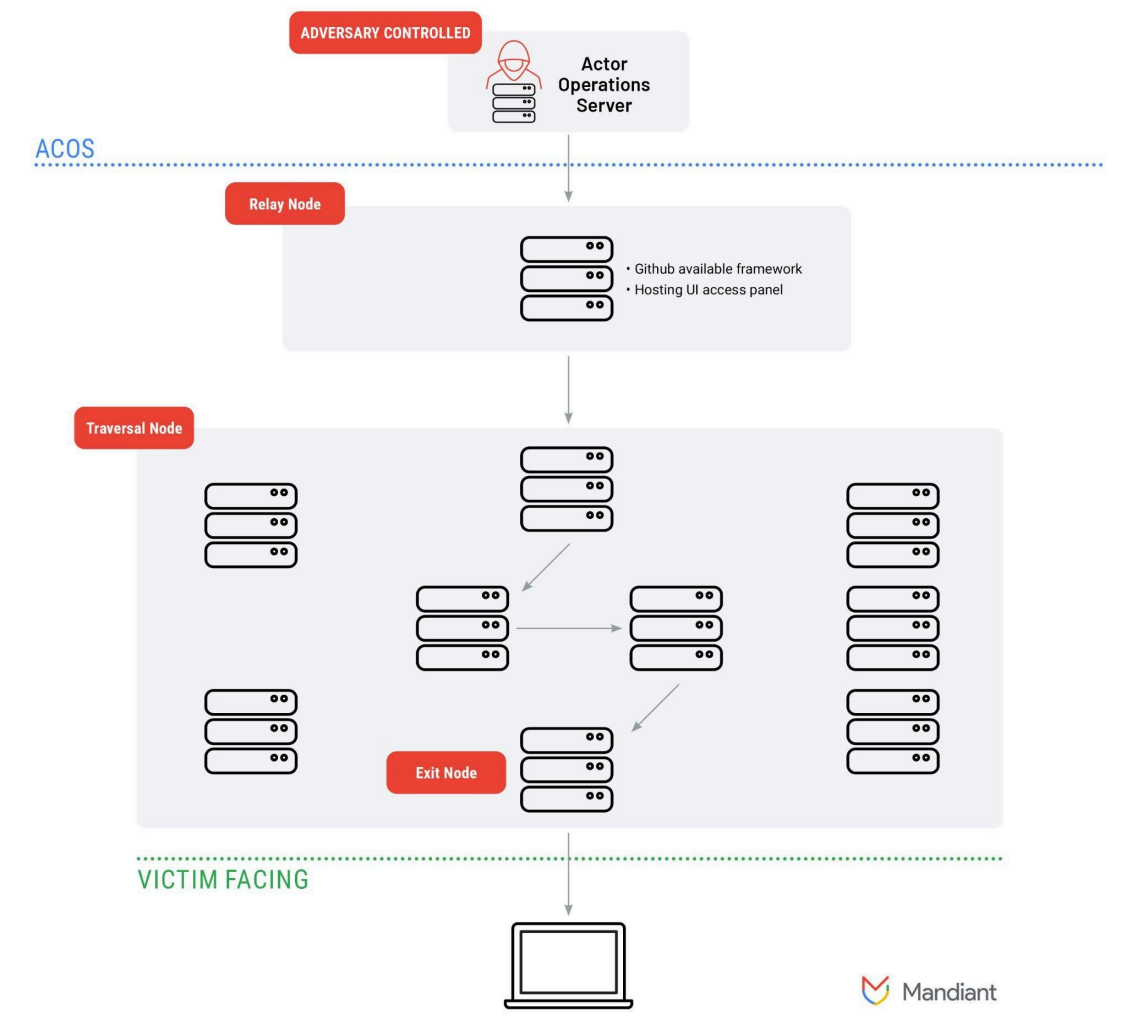 ADVERSARY CONTROLLED
Actor
Operations
Server
ACOS
Relay Node
• Github available framework
• Hosting UI access panel
Traversal Node
Exit Node
VICTIM FACING
Mandiant